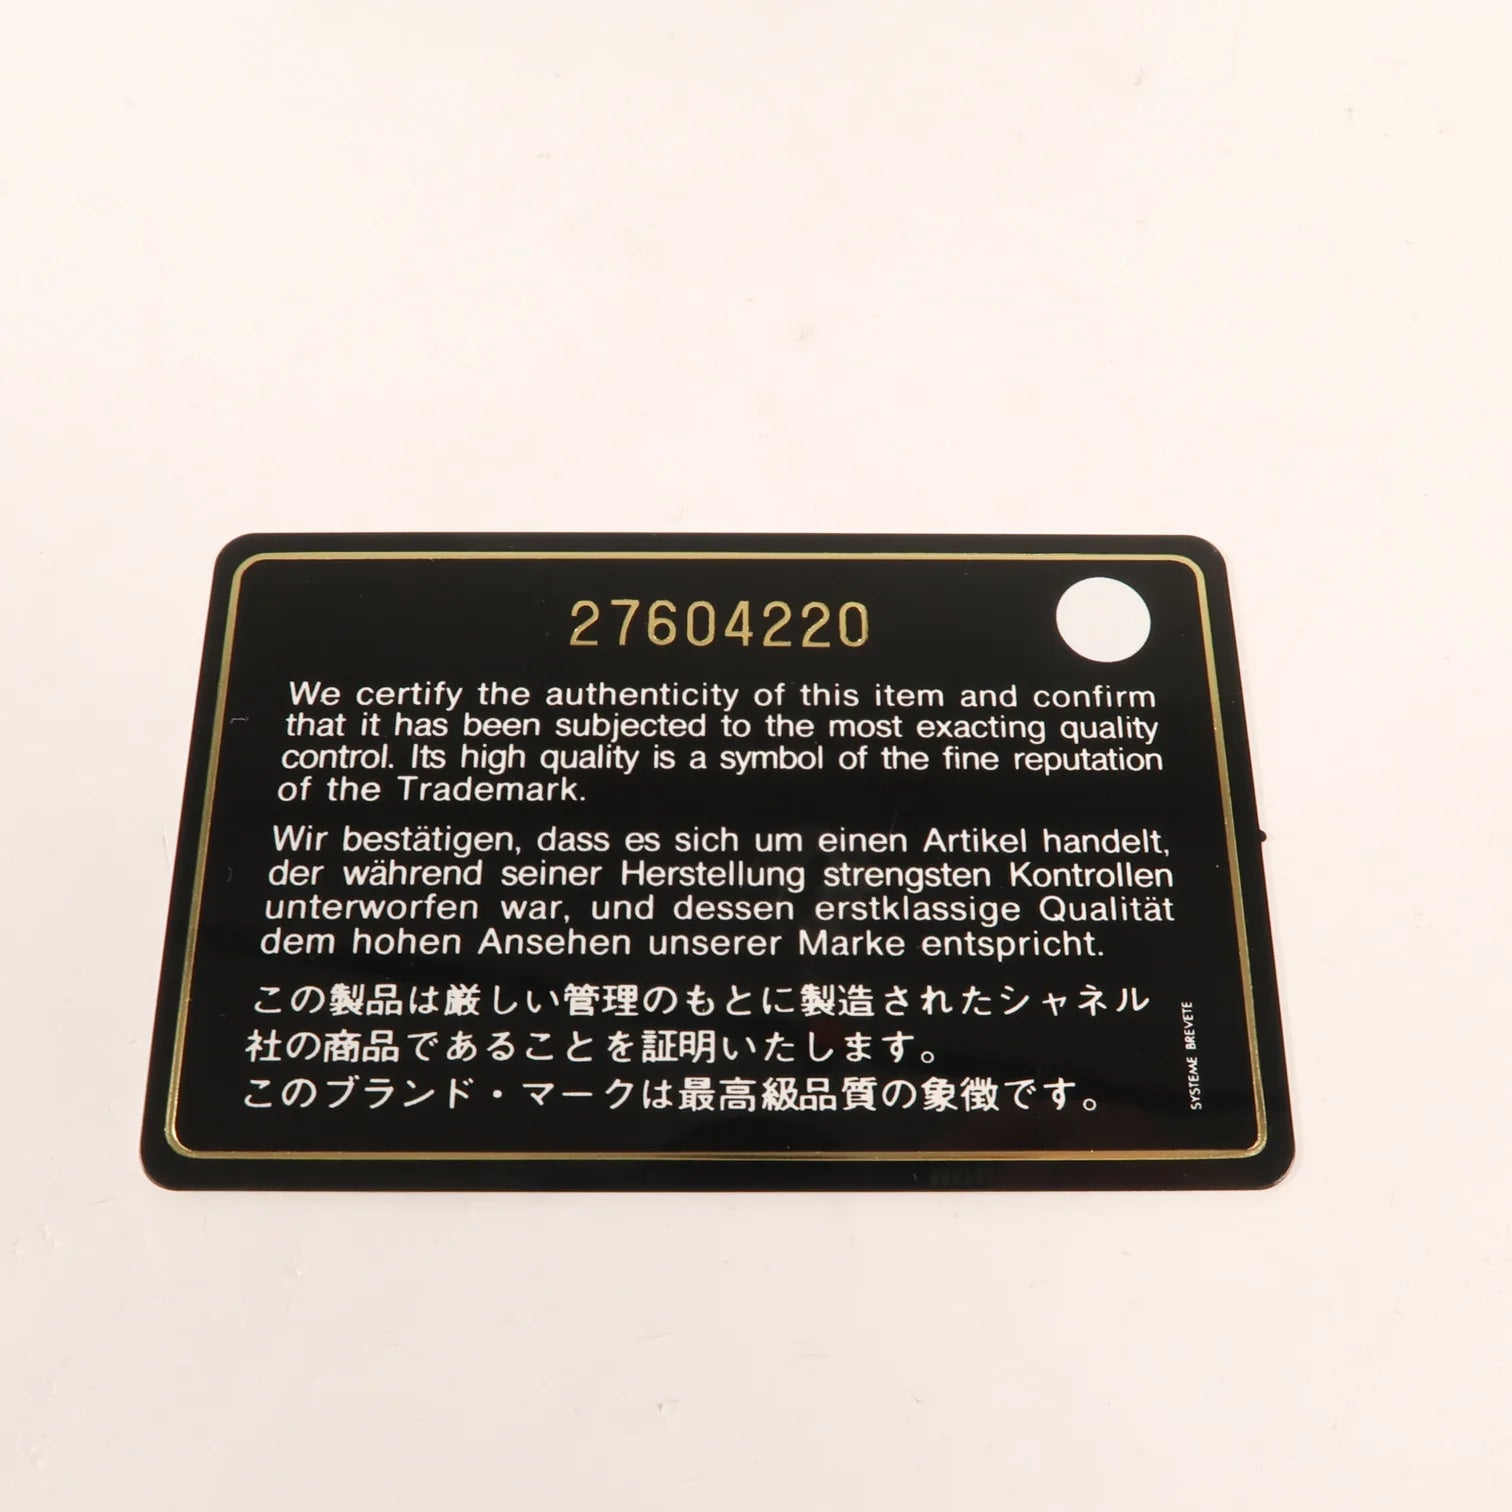 27604220
We certify the authenticity of this item and confirm
that it has been subjected to the most exacting quality
control. Its high quality is a symbol of the fine reputation
of the Trademark.
Wir bestätigen, dass es sich um einen Artikel handelt,
der während seiner Herstellung strengsten Kontrollen
unterworfen war, und dessen erstklassige Qualität
dem hohen Ansehen unserer Marke entspricht.
この製品は厳しい管理のもとに製造されたシャネル
社の商品であることを証明いたします。
このブランド・マークは最高級品質の象徴です。
SYSTEME BREVETE